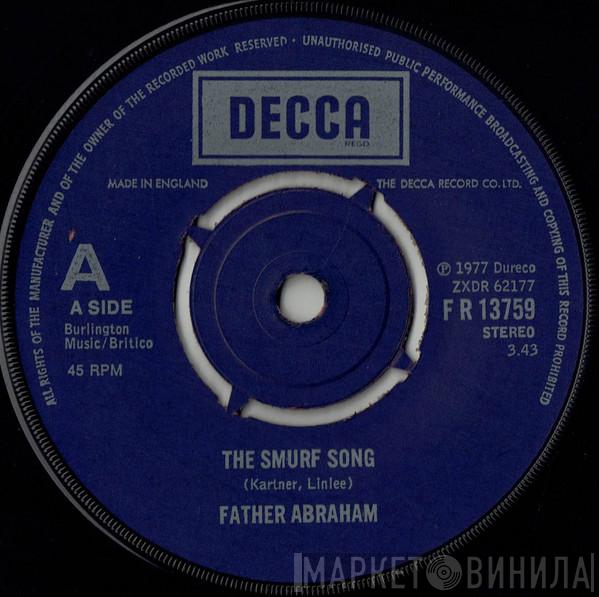 ALL RIGHTS OF THE MANUFACTURER AND OF THE OWNER OF THE RECORDED WORK RESERVED · UNAUTHORISED PUBLIC PERFORMANCE BROADCASTING AND COPYING OF THIS RECORD PROHIBITED
DECCA
REGD
MADE IN ENGLAND
THE DECCA RECORD CO. LTD.
A
A SIDE
Burlington
Music/Britico
45 RPM
℗ 1977 Dureco
ZXDR 62177
F R 13759
STEREO
3.43
THE SMURF SONG
(Kartner, Linlee)
FATHER ABRAHAM
МАРКЕТ ВИНИЛА